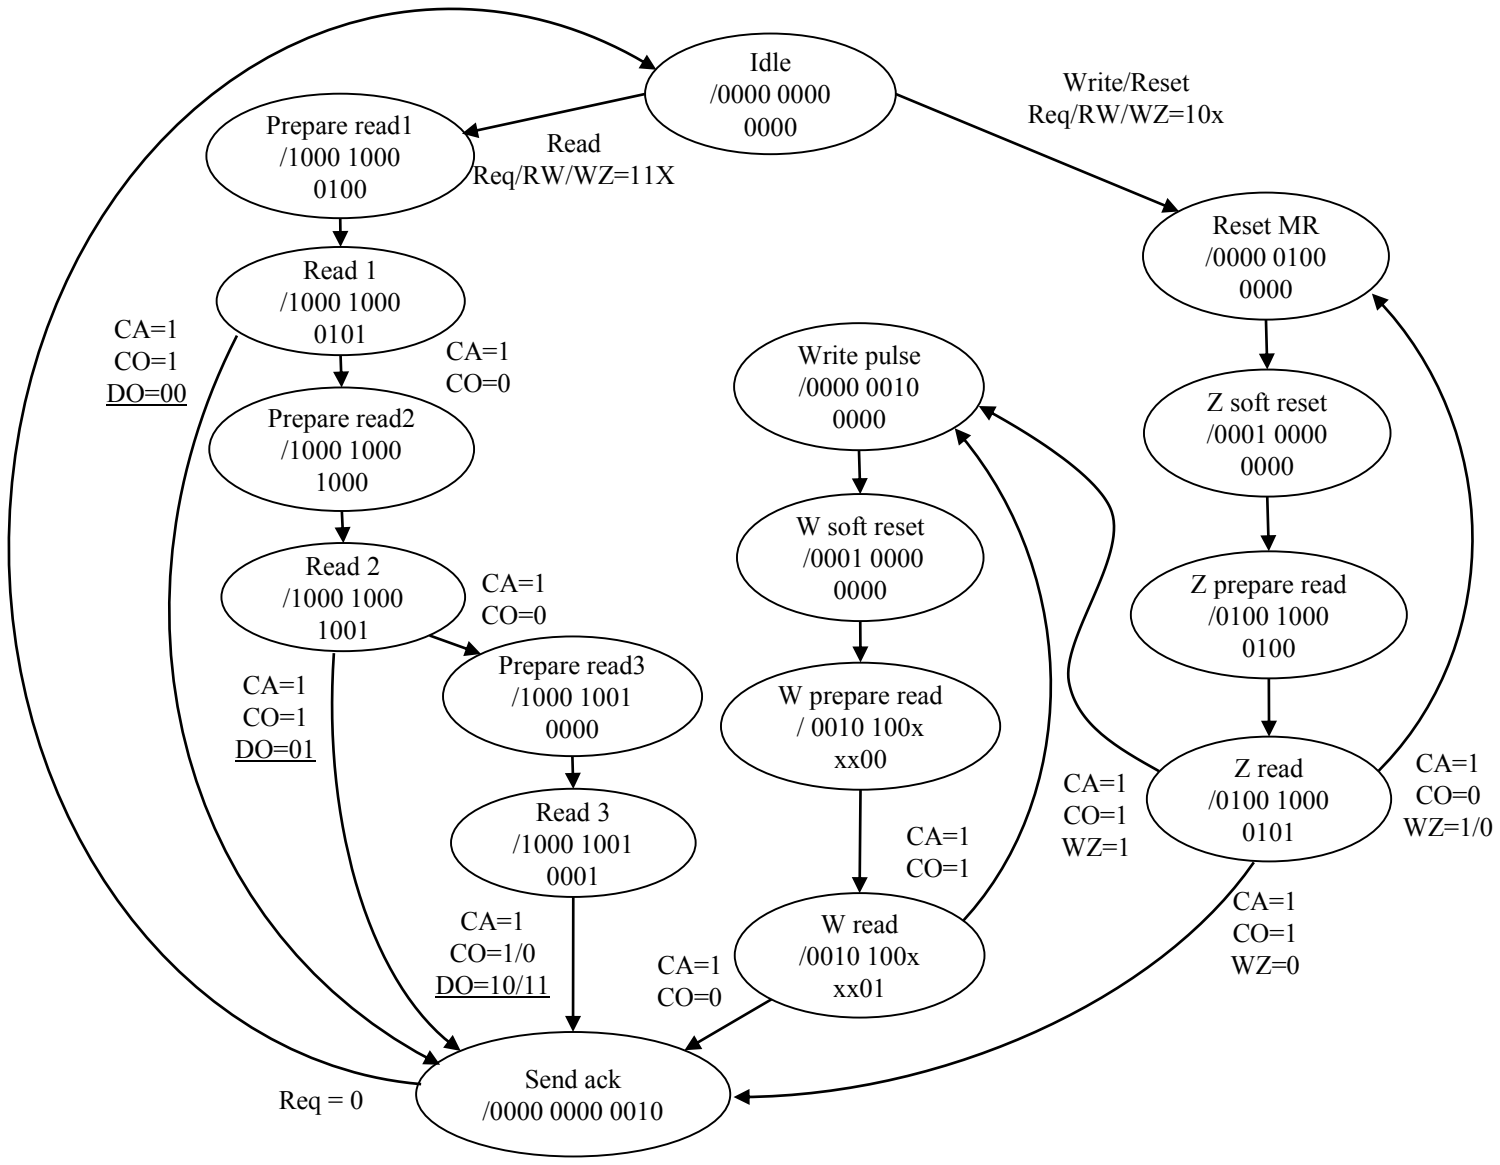 Idle
/0000 0000
0000
Write/Reset
Req/RW/WZ=10x
Prepare read1
/1000 1000
0100
Read
Req/RW/WZ=11X
Reset MR
/0000 0100
0000
Read 1
/1000 1000
0101
CA=1
CO=1
DO=00
CA=1
CO=0
Write pulse
/0000 0010
0000
Z soft reset
/0001 0000
0000
Prepare read2
/1000 1000
1000
W soft reset
/0001 0000
0000
Read 2
/1000 1000
1001
CA=1
CO=0
Z prepare read
/0100 1000
0100
Prepare read3
/1000 1001
0000
CA=1
CO=1
DO=01
W prepare read
/ 0010 100x
xx00
Z read
/0100 1000
0101
CA=1
CO=1
WZ=1
CA=1
CO=0
WZ=1/0
Read 3
/1000 1001
0001
CA=1
CO=1
CA=1
CO=1/0
DO=10/11
W read
/0010 100x
xx01
CA=1
CO=0
CA=1
CO=1
WZ=0
Send ack
/0000 0000 0010
Req = 0